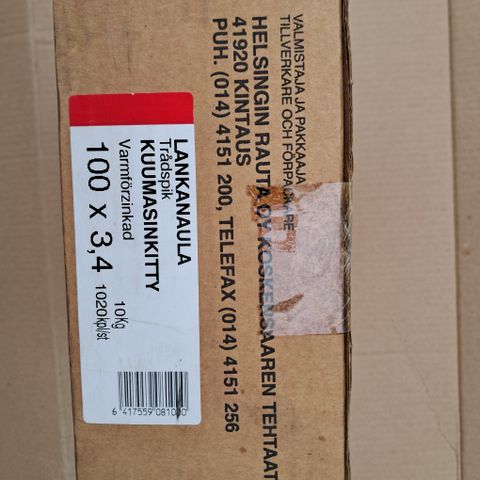 VALMISTAJA JA PAKKAAJA
TILLVERKARE OCH FÖRPACKARE
HELSINGIN RAUTA OY KOSKENSAAREN TEHTAAT
41920 KINTAUS
PUH. (014) 4151 200, TELEFAX (014) 4151 256
LANKANAULA
Trådspik
KUUMASINKITTY
Varmförzinkad
100 x 3,4
10Kg
1020kpl/st
6 417559 081000